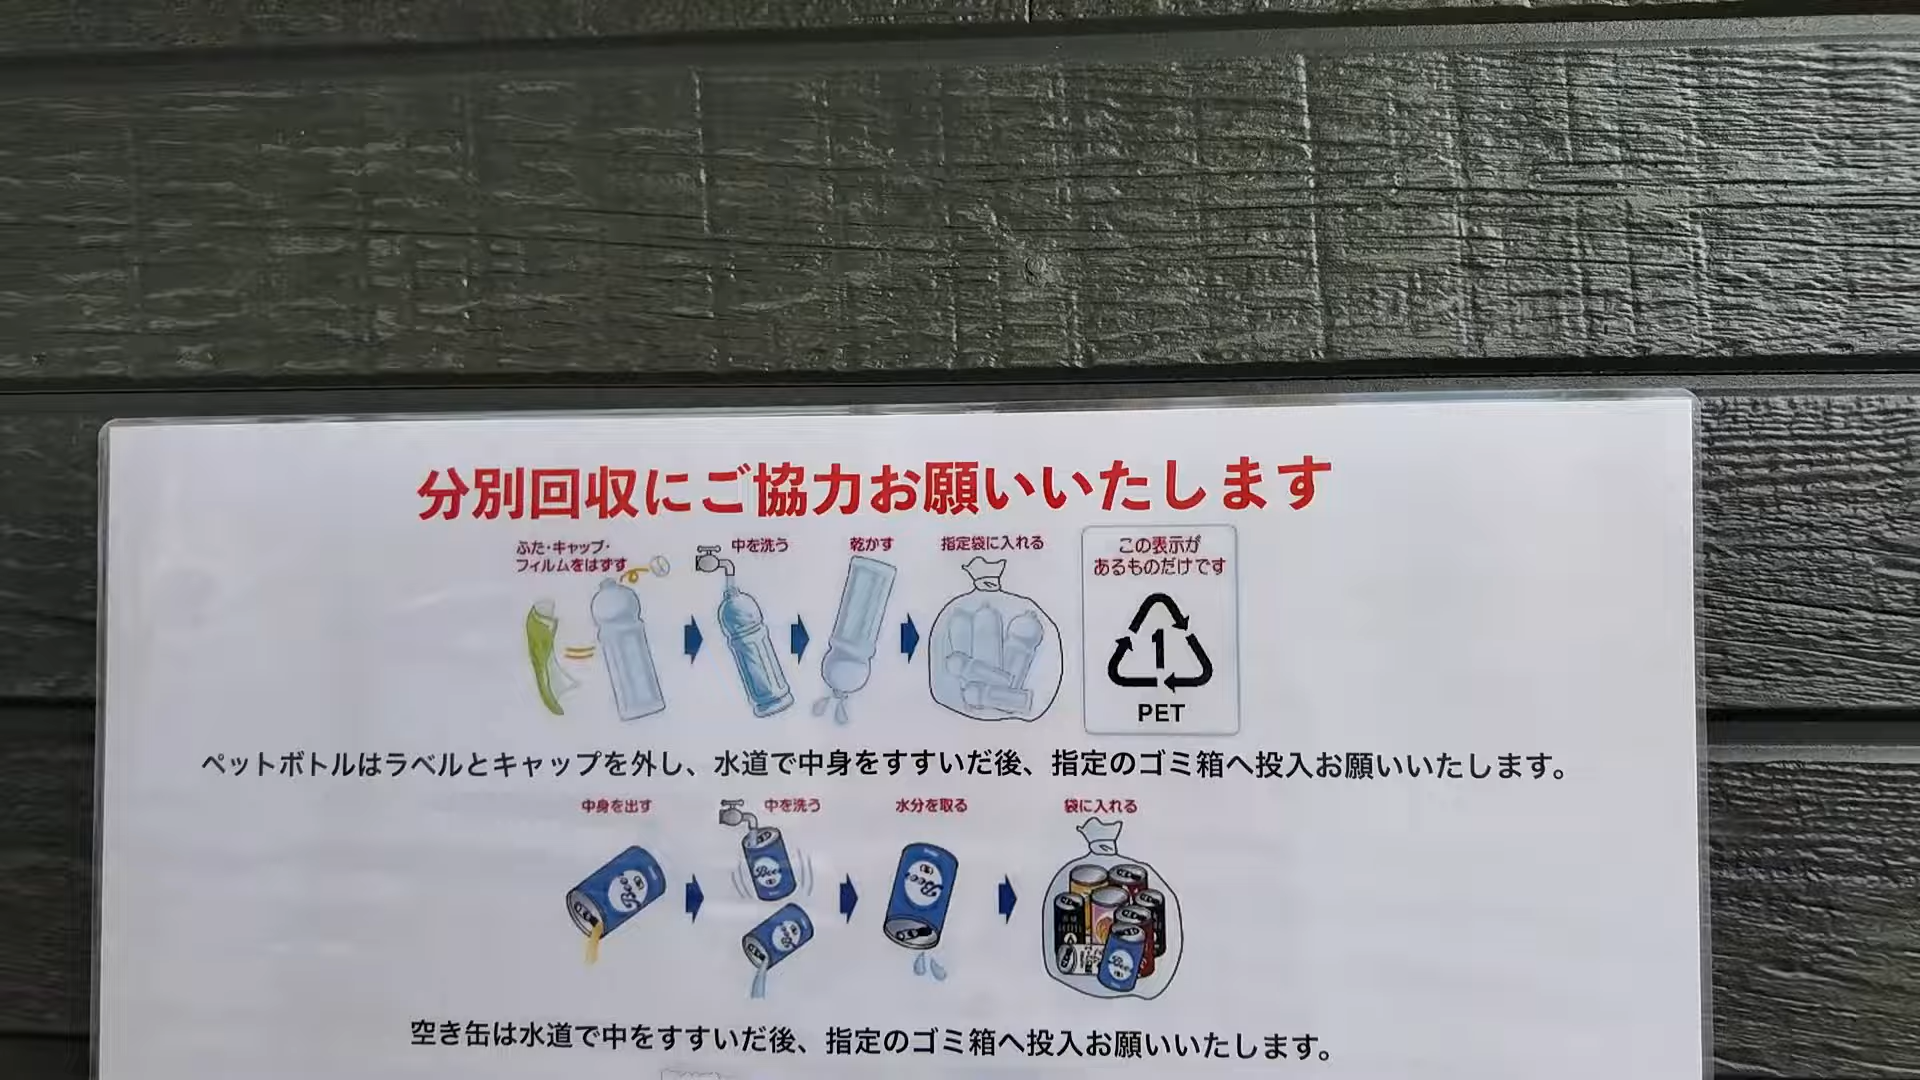 分別回収にご協力お願いいたします
ふた・キャップ・
フィルムをはずす
中を洗う
乾かす
指定袋に入れる
この表示が
あるものだけです
1
PET
ペットボトルはラベルとキャップを外し、水道で中身をすすいだ後、指定のゴミ箱へ投入お願いいたします。
中身を出す
中を洗う
水分を取る
袋に入れる
Beer
Beer
Beer
Beer
Beer
空き缶は水道で中をすすいだ後、指定のゴミ箱へ投入お願いいたします。